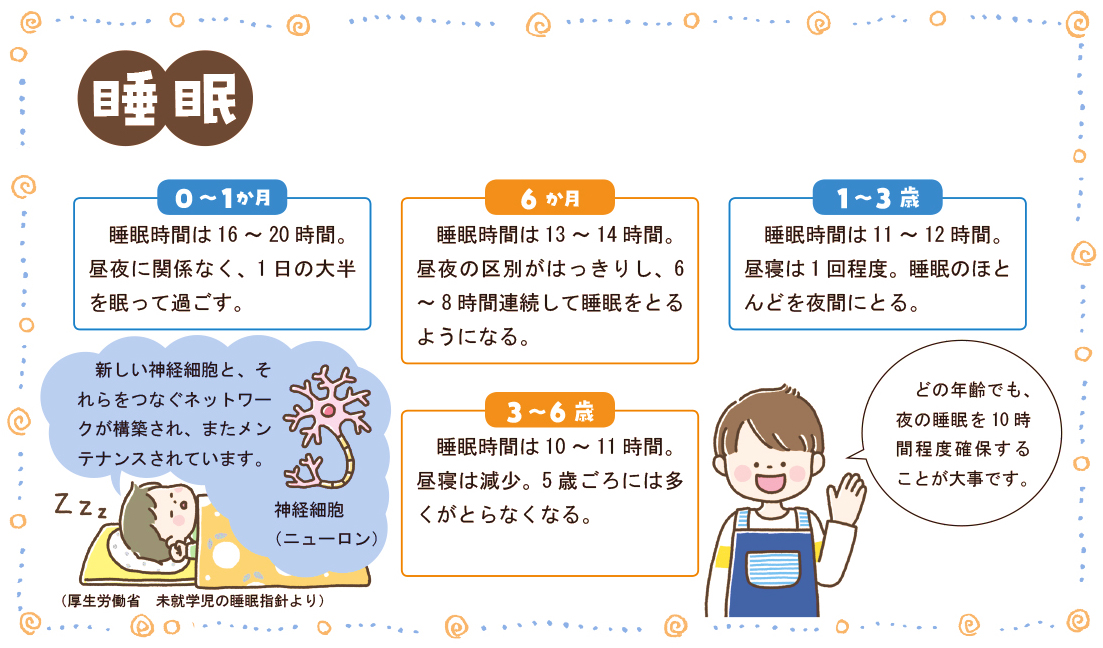 睡眠
0～1か月
睡眠時間は16～20時間。
昼夜に関係なく、1日の大半
を眠って過ごす。
6か月
睡眠時間は13～14時間。
昼夜の区別がはっきりし、6
～8時間連続して睡眠をとる
ようになる。
1～3歳
睡眠時間は11～12時間。
昼寝は1回程度。睡眠のほと
んどを夜間にとる。
3～6歳
睡眠時間は10～11時間。
昼寝は減少。5歳ごろには多
くがとらなくなる。
新しい神経細胞と、そ
れらをつなぐネットワー
クが構築され、またメン
テナンスされています。
神経細胞
（ニューロン）
Zzz
どの年齢でも、
夜の睡眠を10時
間程度確保する
ことが大事です。
（厚生労働省　未就学児の睡眠指針より）